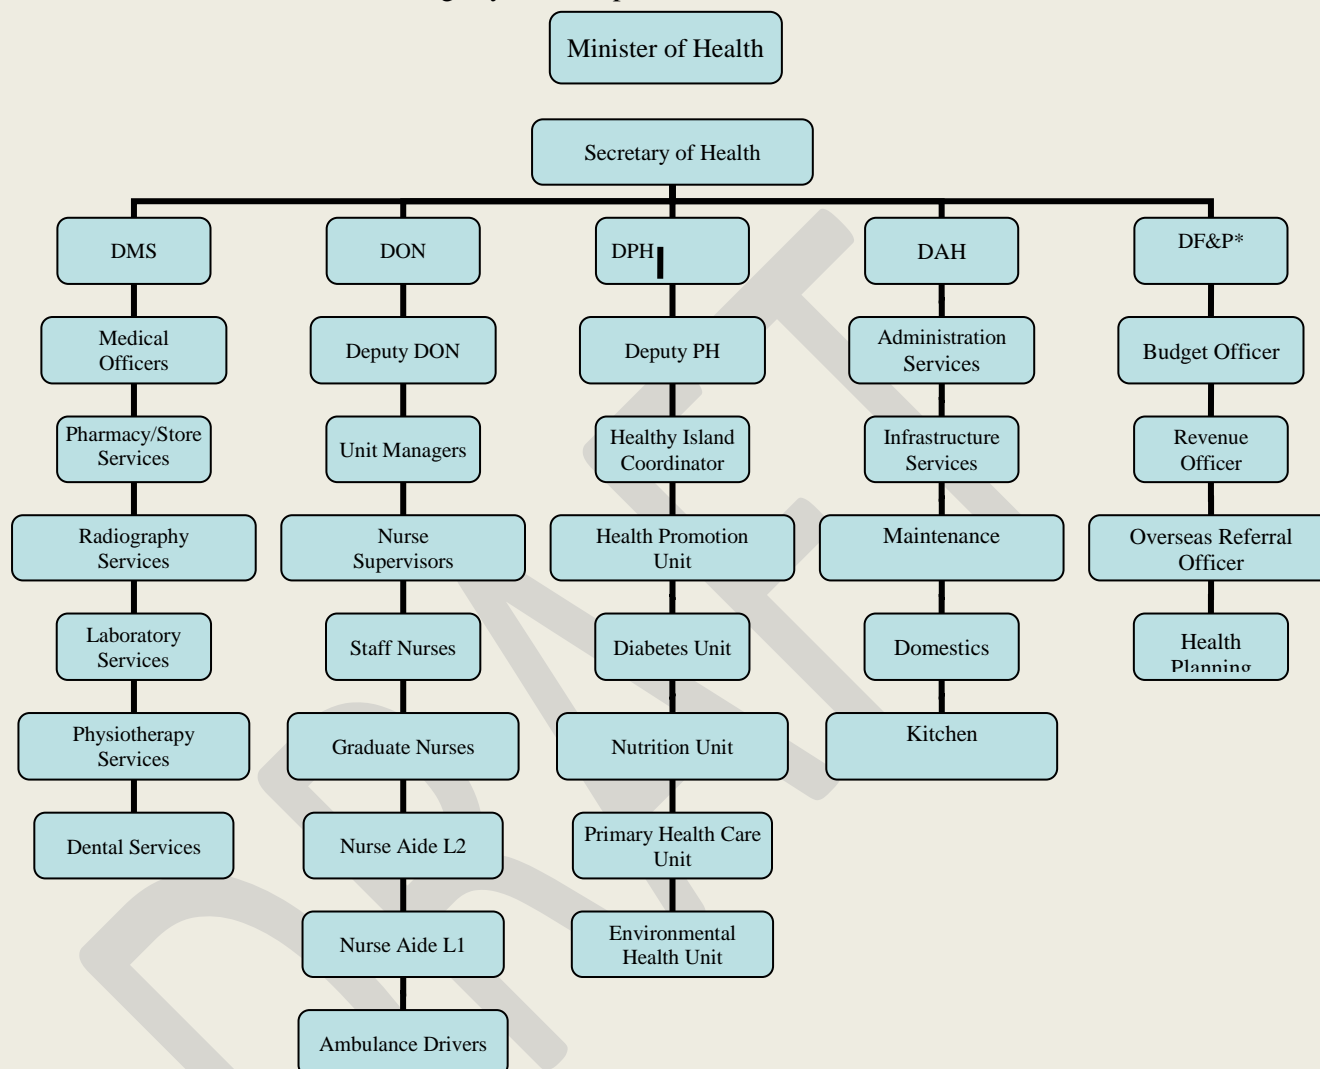 Minister of Health
Secretary of Health
DMS
DON
DPH
DAH
DF&P*
Medical
Officers
Deputy DON
Deputy PH
Administration
Services
Budget Officer
Pharmacy/Store
Services
Unit Managers
Healthy Island
Coordinator
Infrastructure
Services
Revenue
Officer
Radiography
Services
Nurse
Supervisors
Health Promotion
Unit
Maintenance
Overseas Referral
Officer
Laboratory
Services
Staff Nurses
Diabetes Unit
Domestics
Health
Planning
Physiotherapy
Services
Graduate Nurses
Nutrition Unit
Kitchen
Dental Services
Nurse Aide L2
Primary Health Care
Unit
Nurse Aide L1
Environmental
Health Unit
Ambulance Drivers
DRAFT